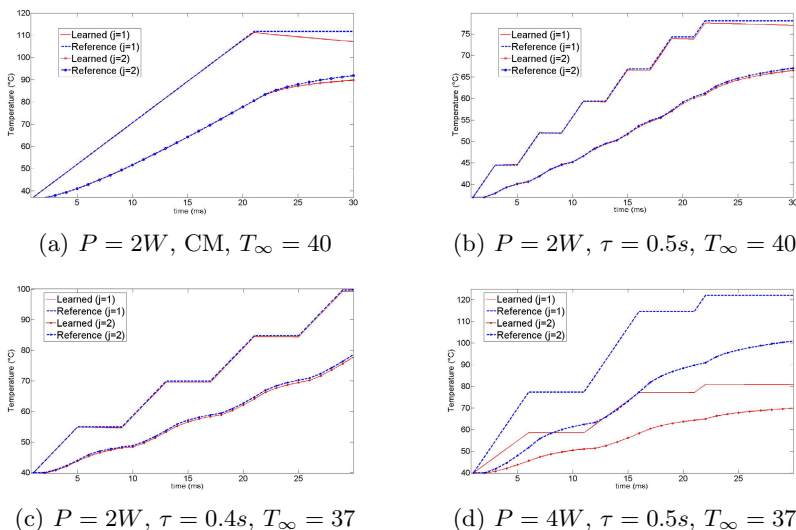 120
110
100
90
80
70
60
50
40
Temperature (°C)
Learned (j=1)
Reference (j=1)
Learned (j=2)
Reference (j=2)
5 10 15 20 25 30
time (ms)
(a) P = 2W, CM, T∞ = 40
75
70
65
60
55
50
45
40
Temperature (°C)
Learned (j=1)
Reference (j=1)
Learned (j=2)
Reference (j=2)
5 10 15 20 25 30
time (ms)
(b) P = 2W, τ = 0.5s, T∞ = 40
100
90
80
70
60
50
40
Temperature (°C)
Learned (j=1)
Reference (j=1)
Learned (j=2)
Reference (j=2)
5 10 15 20 25
time (ms)
(c) P = 2W, τ = 0.4s, T∞ = 37
120
110
100
90
80
70
60
50
40
Temperature (°C)
Learned (j=1)
Reference (j=1)
Learned (j=2)
Reference (j=2)
5 10 15 20 25
time (ms)
(d) P = 4W, τ = 0.5s, T∞ = 37